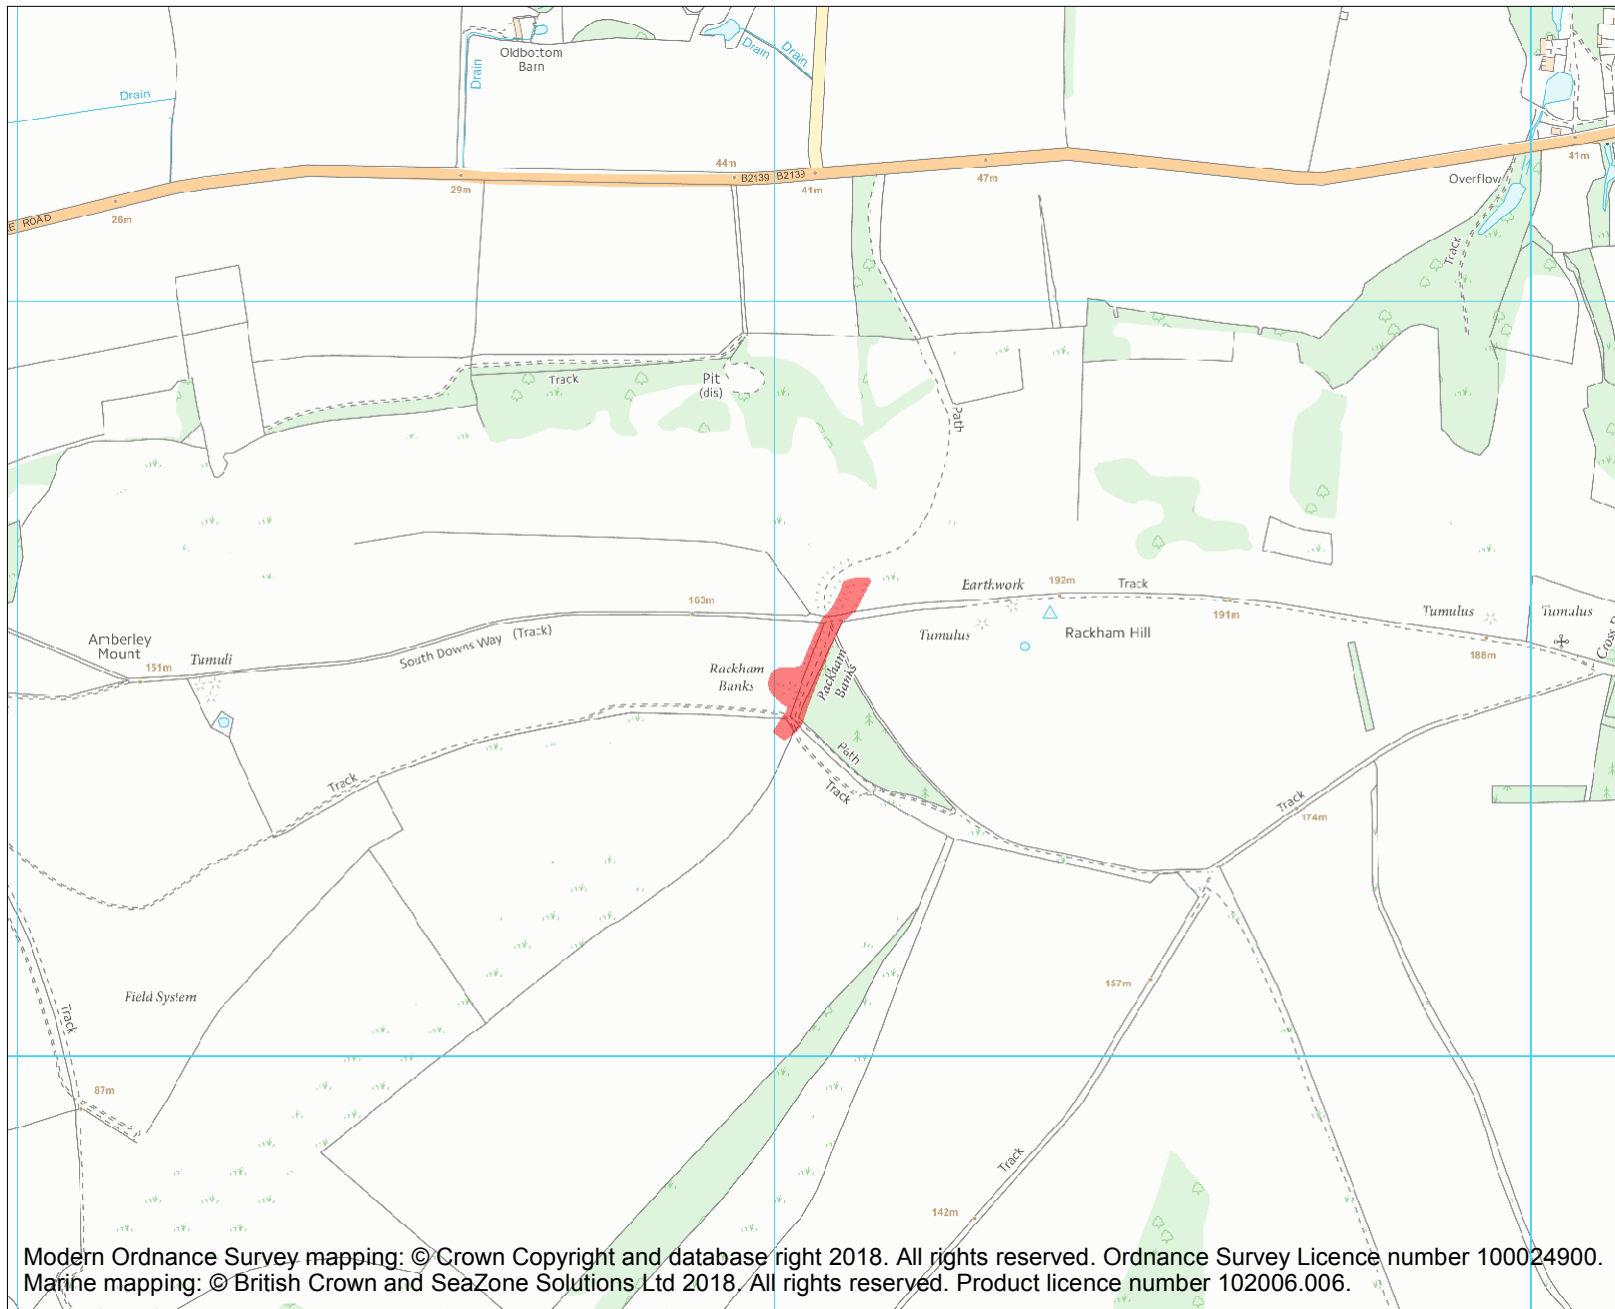 Oldbottom
Barn
Drain
Drain
Drain
Drain
44m
B2139 B2139
41m
47m
41m
29m
26m
E ROAD
Overflow
Track
Track
Pit
(dis)
Path
Earthwork
192m
Track
191m
Tumulus
Tumulus
Tumulus
Rackham Hill
188m
Amberley
Mount
151m
Tumuli
South Downs Way (Track)
Rackham
Banks
Rackham
Banks
Path
Track
Track
Track
174m
Field System
Track
157m
87m
Track
142m
Modern Ordnance Survey mapping: © Crown Copyright and database right 2018. All rights reserved. Ordnance Survey Licence number 100024900.
Marine mapping: © British Crown and SeaZone Solutions Ltd 2018. All rights reserved. Product licence number 102006.006.